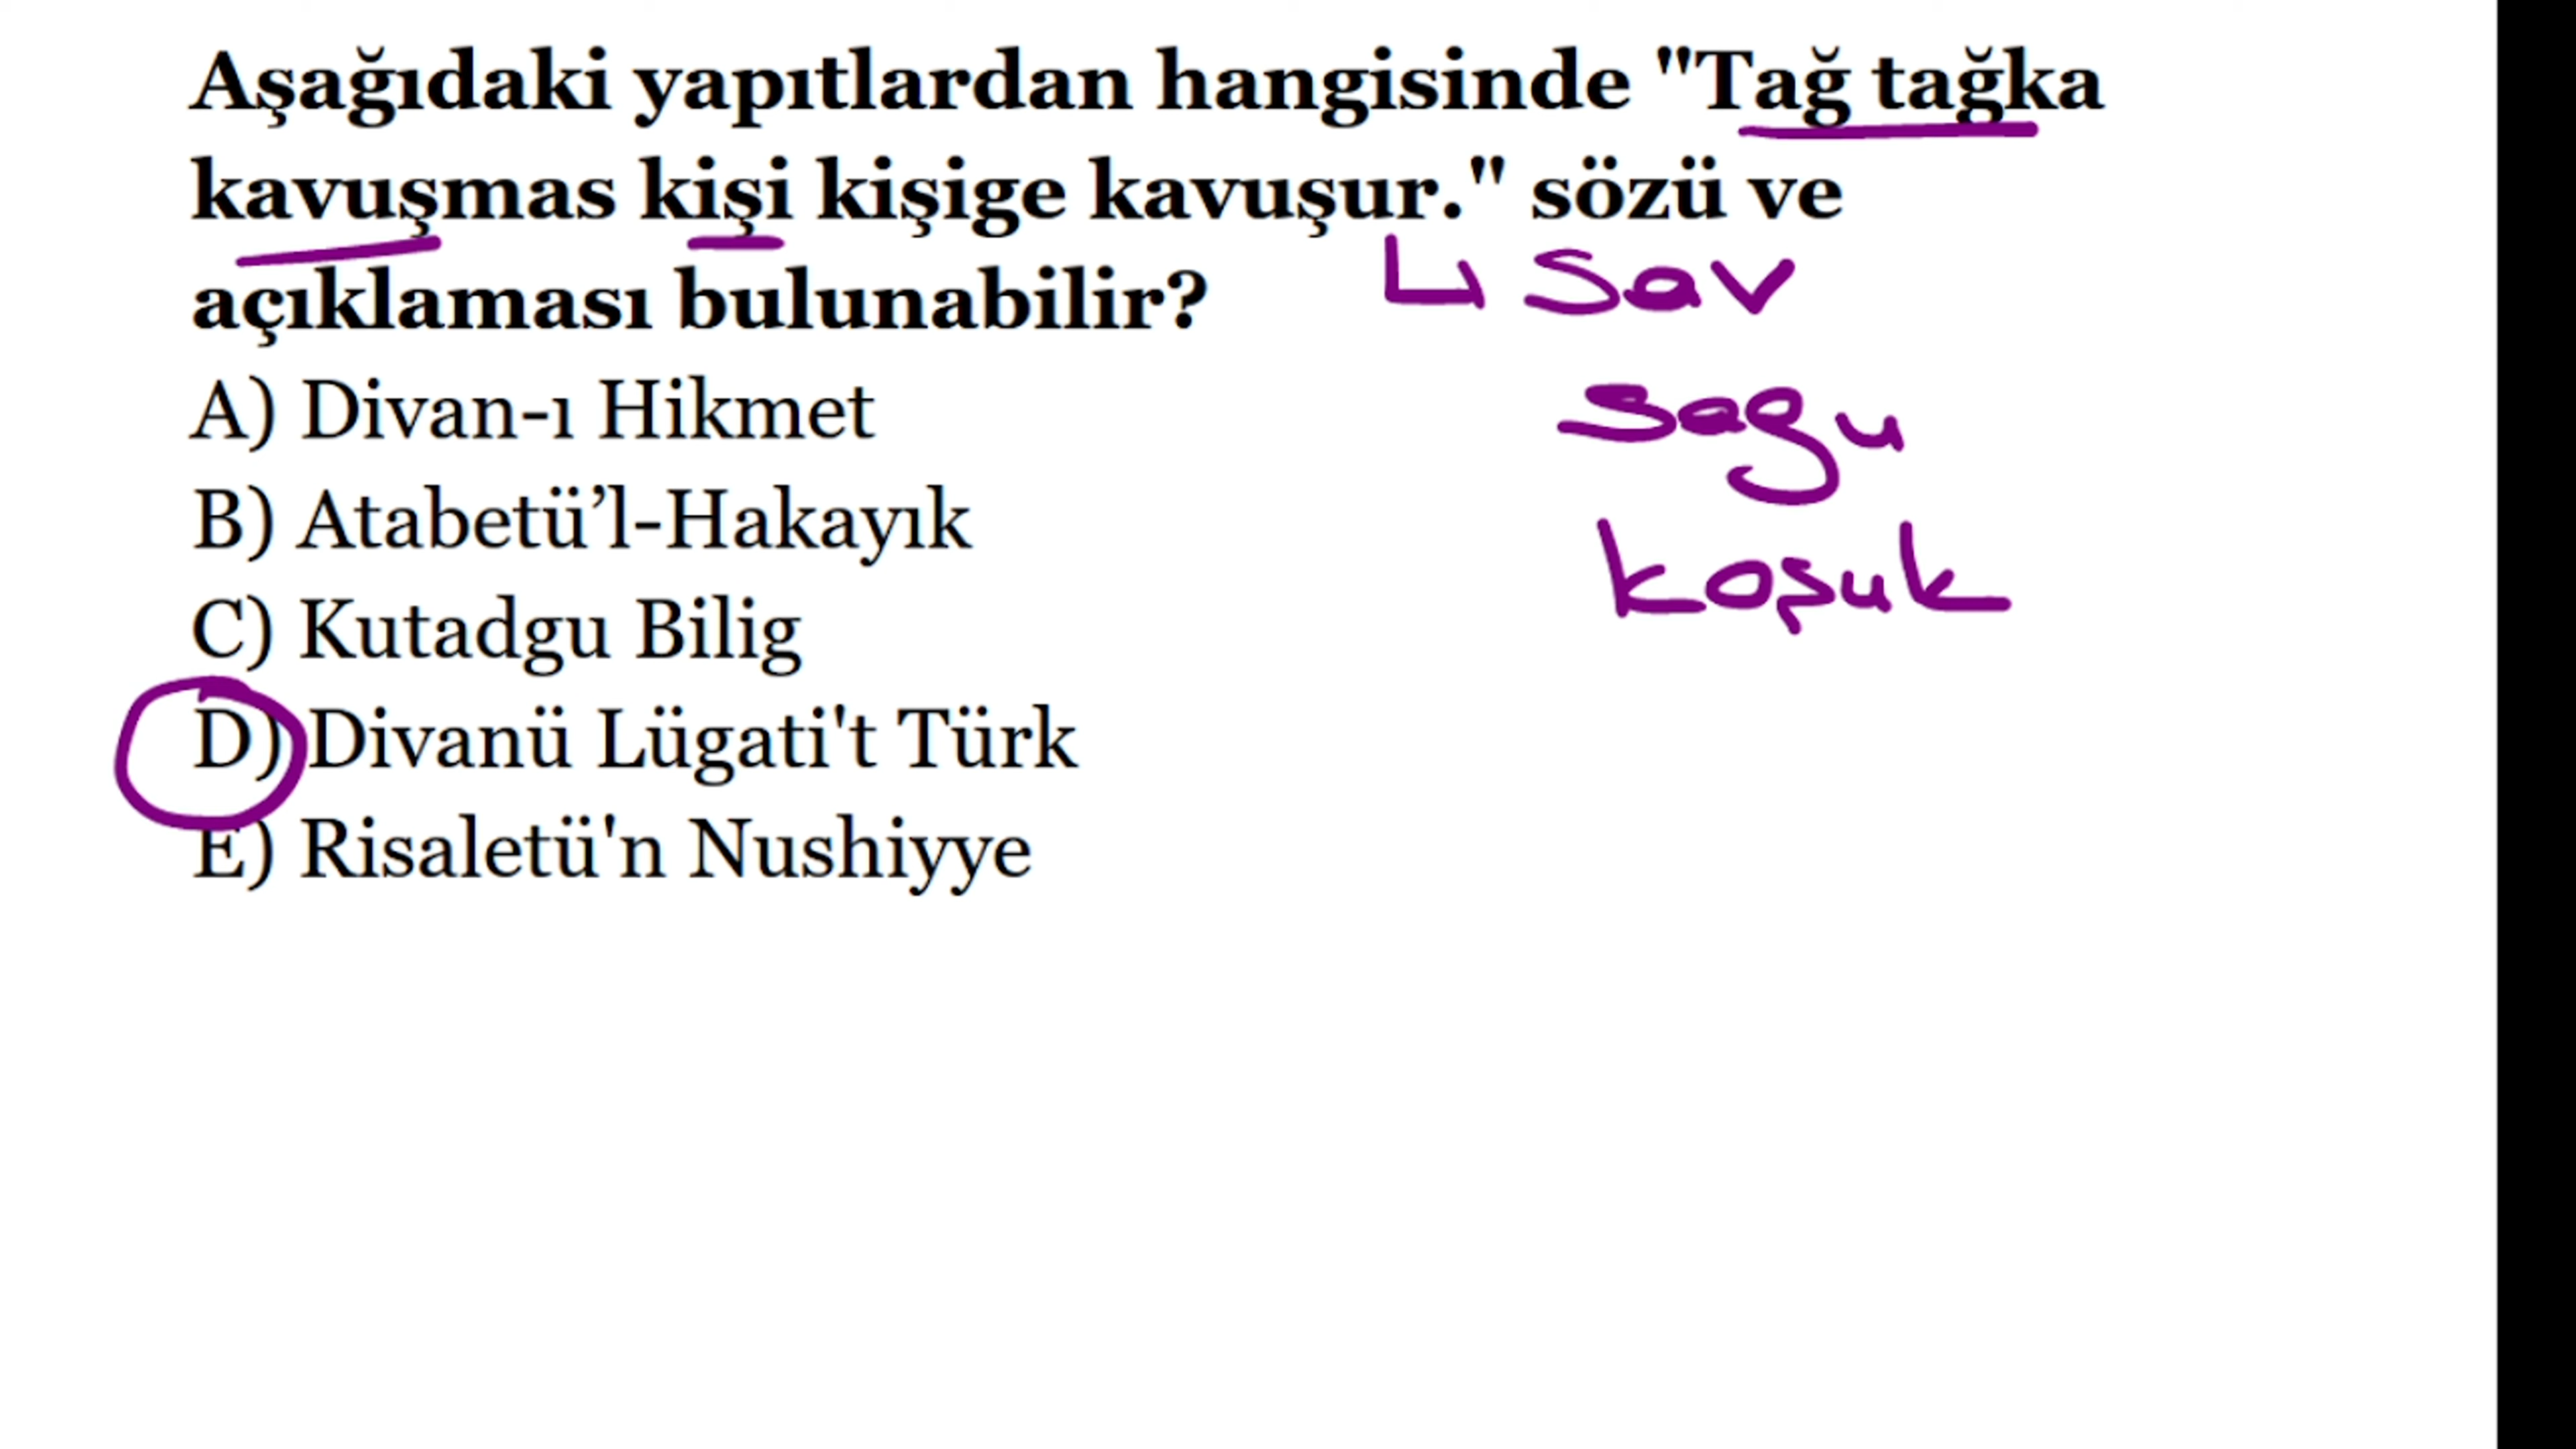 Aşağıdaki yapıtlardan hangisinde "Tağ tağka
kavuşmas kişi kişige kavuşur." sözü ve
açıklaması bulunabilir?
sav
sagu
koşuk
A) Divan-ı Hikmet
B) Atabetü’l-Hakayık
C) Kutadgu Bilig
D) Divanü Lügati't Türk
E) Risaletü'n Nushiyye